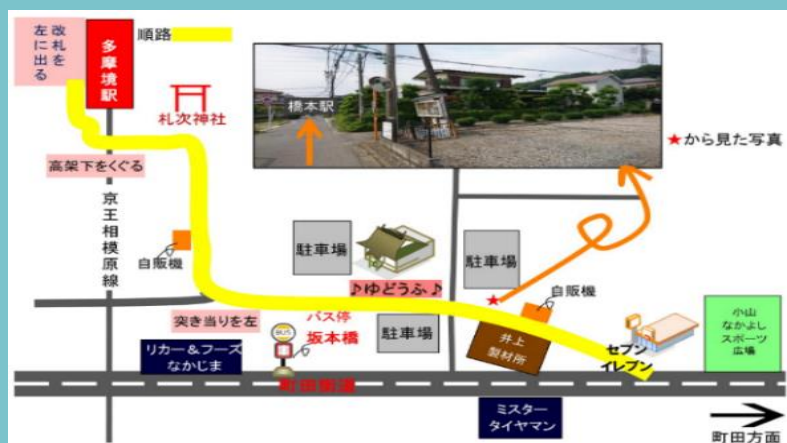 改札を
左に出る
多摩境駅
順路
札次神社
橋本駅
★から見た写真
高架下をくぐる
京王相模原線
自販機
駐車場
♪ゆどうふ♪
駐車場
★
自販機
突き当りを左
バス停
坂本橋
BUS
駐車場
井上
製材所
セブン
イレブン
小山
なかよし
スポーツ
広場
リカー&フーズ
なかじま
町田街道
ミスター
タイヤマン
町田方面